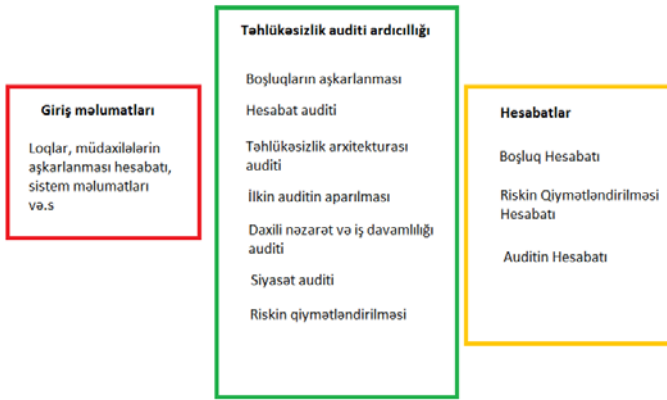 Giriş məlumatları
Loqlar, müdaxilələrin
aşkarlanması hesabatı,
sistem məlumatları
və.s
Təhlükəsizlik auditi ardıcıllığı
Boşluqların aşkarlanması
Hesabat auditi
Təhlükəsizlik arxitekturası
auditi
İlkin auditin aparılması
Daxili nəzarət və iş davamlılığı
auditi
Siyasət auditi
Riskin qiymətləndirilməsi
Hesabatlar
Boşluq Hesabatı
Riskin Qiymətləndirilməsi
Hesabatı
Auditin Hesabatı